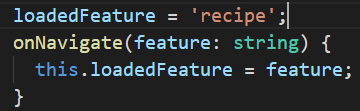 loadedFeature = 'recipe';
onNavigate(feature: string) {
this.loadedFeature = feature;
}